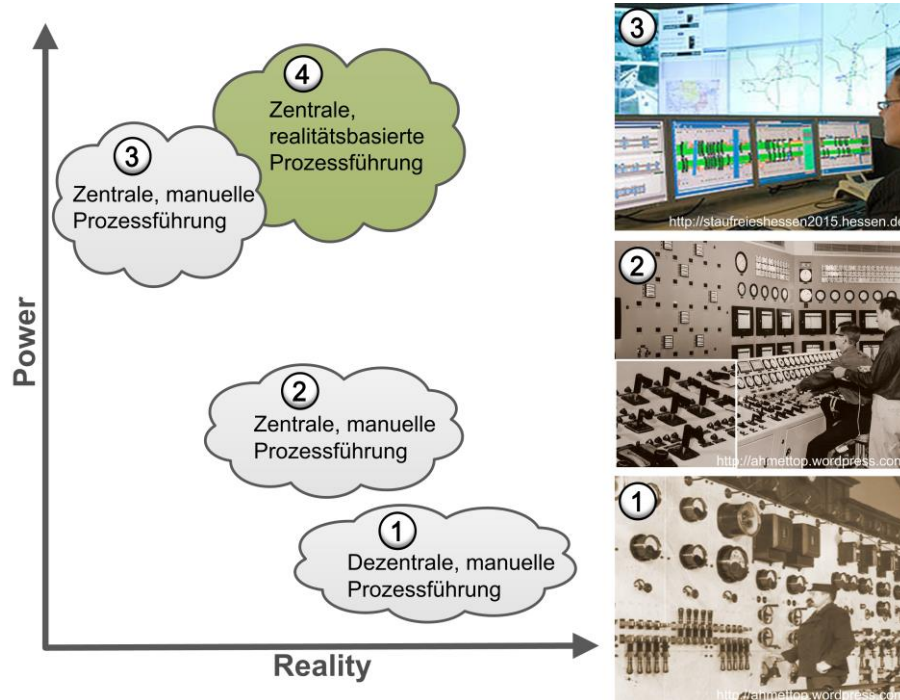 4
Zentrale,
realitätsbasierte
Prozessführung
3
Zentrale, manuelle
Prozessführung
2
Zentrale, manuelle
Prozessführung
1
Dezentrale, manuelle
Prozessführung
Power
Reality
3
http://staufreieshessen2015.hessen.de
2
http://ahmettop.wordpress.com
1
http://ahmettop.wordpress.com